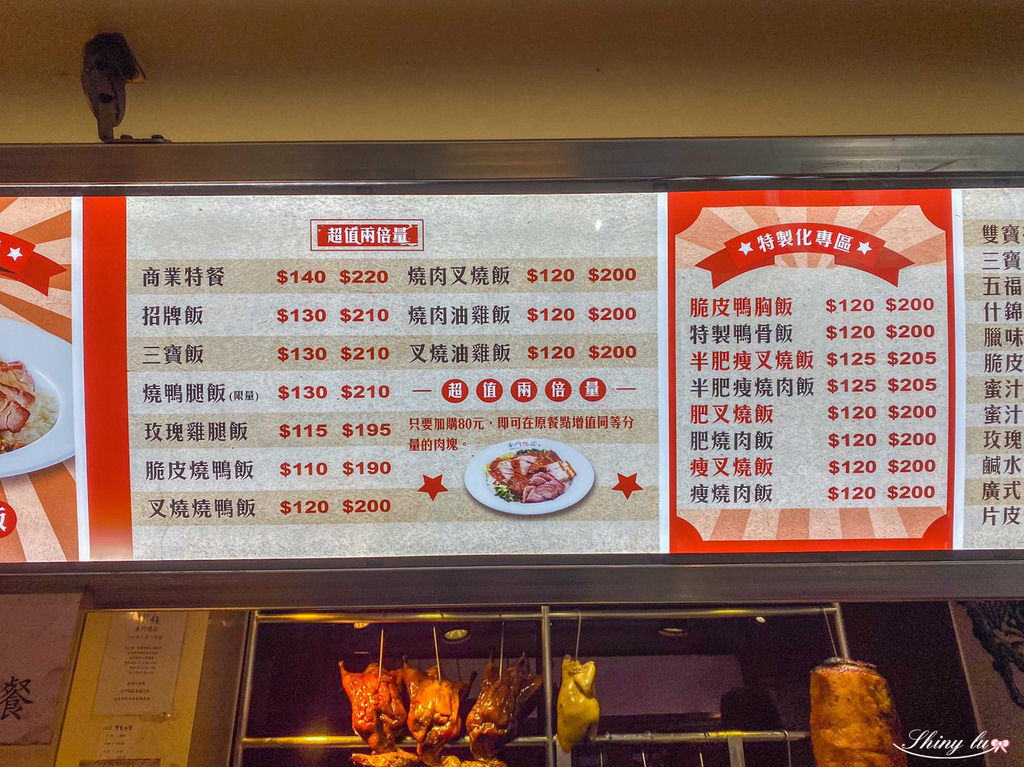 超值兩倍量
商業特餐 $140 $220
招牌飯 $130 $210
三寶飯 $130 $210
燒鴨腿飯(限量) $130 $210
玫瑰雞腿飯 $115 $195
脆皮燒鴨飯 $110 $190
叉燒燒鴨飯 $120 $200
燒肉叉燒飯 $120 $200
燒肉油雞飯 $120 $200
叉燒油雞飯 $120 $200
超值兩倍量
只要加購80元，即可在原餐點增值同等分
量的肉塊。
特製化專區
脆皮鴨胸飯 $120 $200
特製鴨骨飯 $120 $200
半肥瘦叉燒飯 $125 $205
半肥瘦燒肉飯 $125 $205
肥叉燒飯 $120 $200
肥燒肉飯 $120 $200
瘦叉燒飯 $120 $200
瘦燒肉飯 $120 $200
雙寶
三寶
五福
什錦
臘味
脆皮
蜜汁
蜜汁
玫瑰
鹹水
廣式
片皮
飯
餐
Shiny lu